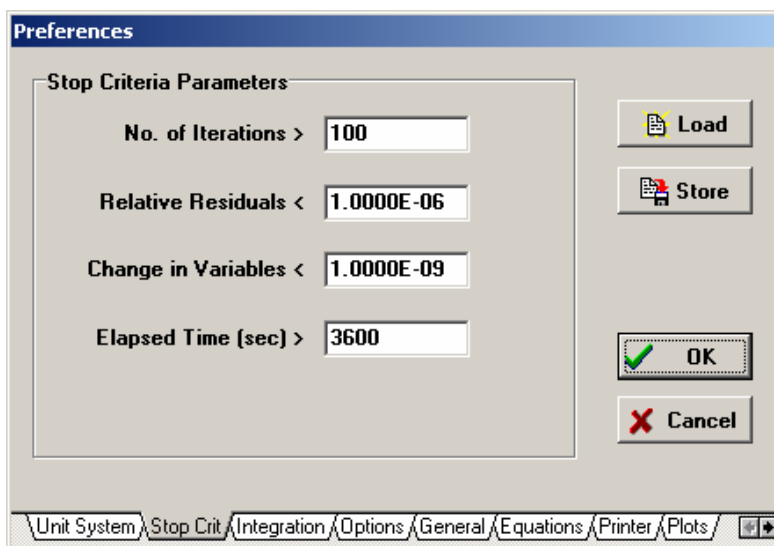 Preferences
Stop Criteria Parameters
No. of Iterations > 100
Relative Residuals < 1.0000E-06
Change in Variables < 1.0000E-09
Elapsed Time (sec) > 3600
Load
Store
OK
Cancel
Unit System Stop Crit Integration Options General Equations Printer Plots